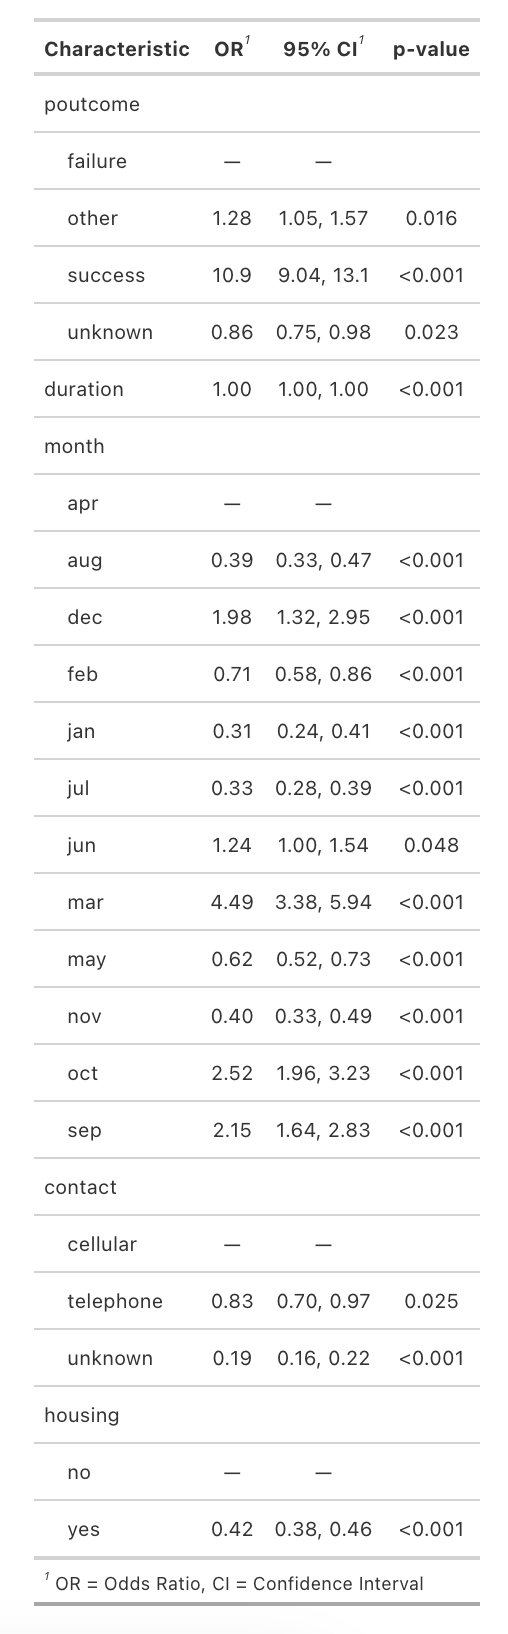 Characteristic OR¹ 95% CI¹ p-value
poutcome
failure — —
other 1.28 1.05, 1.57 0.016
success 10.9 9.04, 13.1 <0.001
unknown 0.86 0.75, 0.98 0.023
duration 1.00 1.00, 1.00 <0.001
month
apr — —
aug 0.39 0.33, 0.47 <0.001
dec 1.98 1.32, 2.95 <0.001
feb 0.71 0.58, 0.86 <0.001
jan 0.31 0.24, 0.41 <0.001
jul 0.33 0.28, 0.39 <0.001
jun 1.24 1.00, 1.54 0.048
mar 4.49 3.38, 5.94 <0.001
may 0.62 0.52, 0.73 <0.001
nov 0.40 0.33, 0.49 <0.001
oct 2.52 1.96, 3.23 <0.001
sep 2.15 1.64, 2.83 <0.001
contact
cellular — —
telephone 0.83 0.70, 0.97 0.025
unknown 0.19 0.16, 0.22 <0.001
housing
no — —
yes 0.42 0.38, 0.46 <0.001
¹ OR = Odds Ratio, CI = Confidence Interval